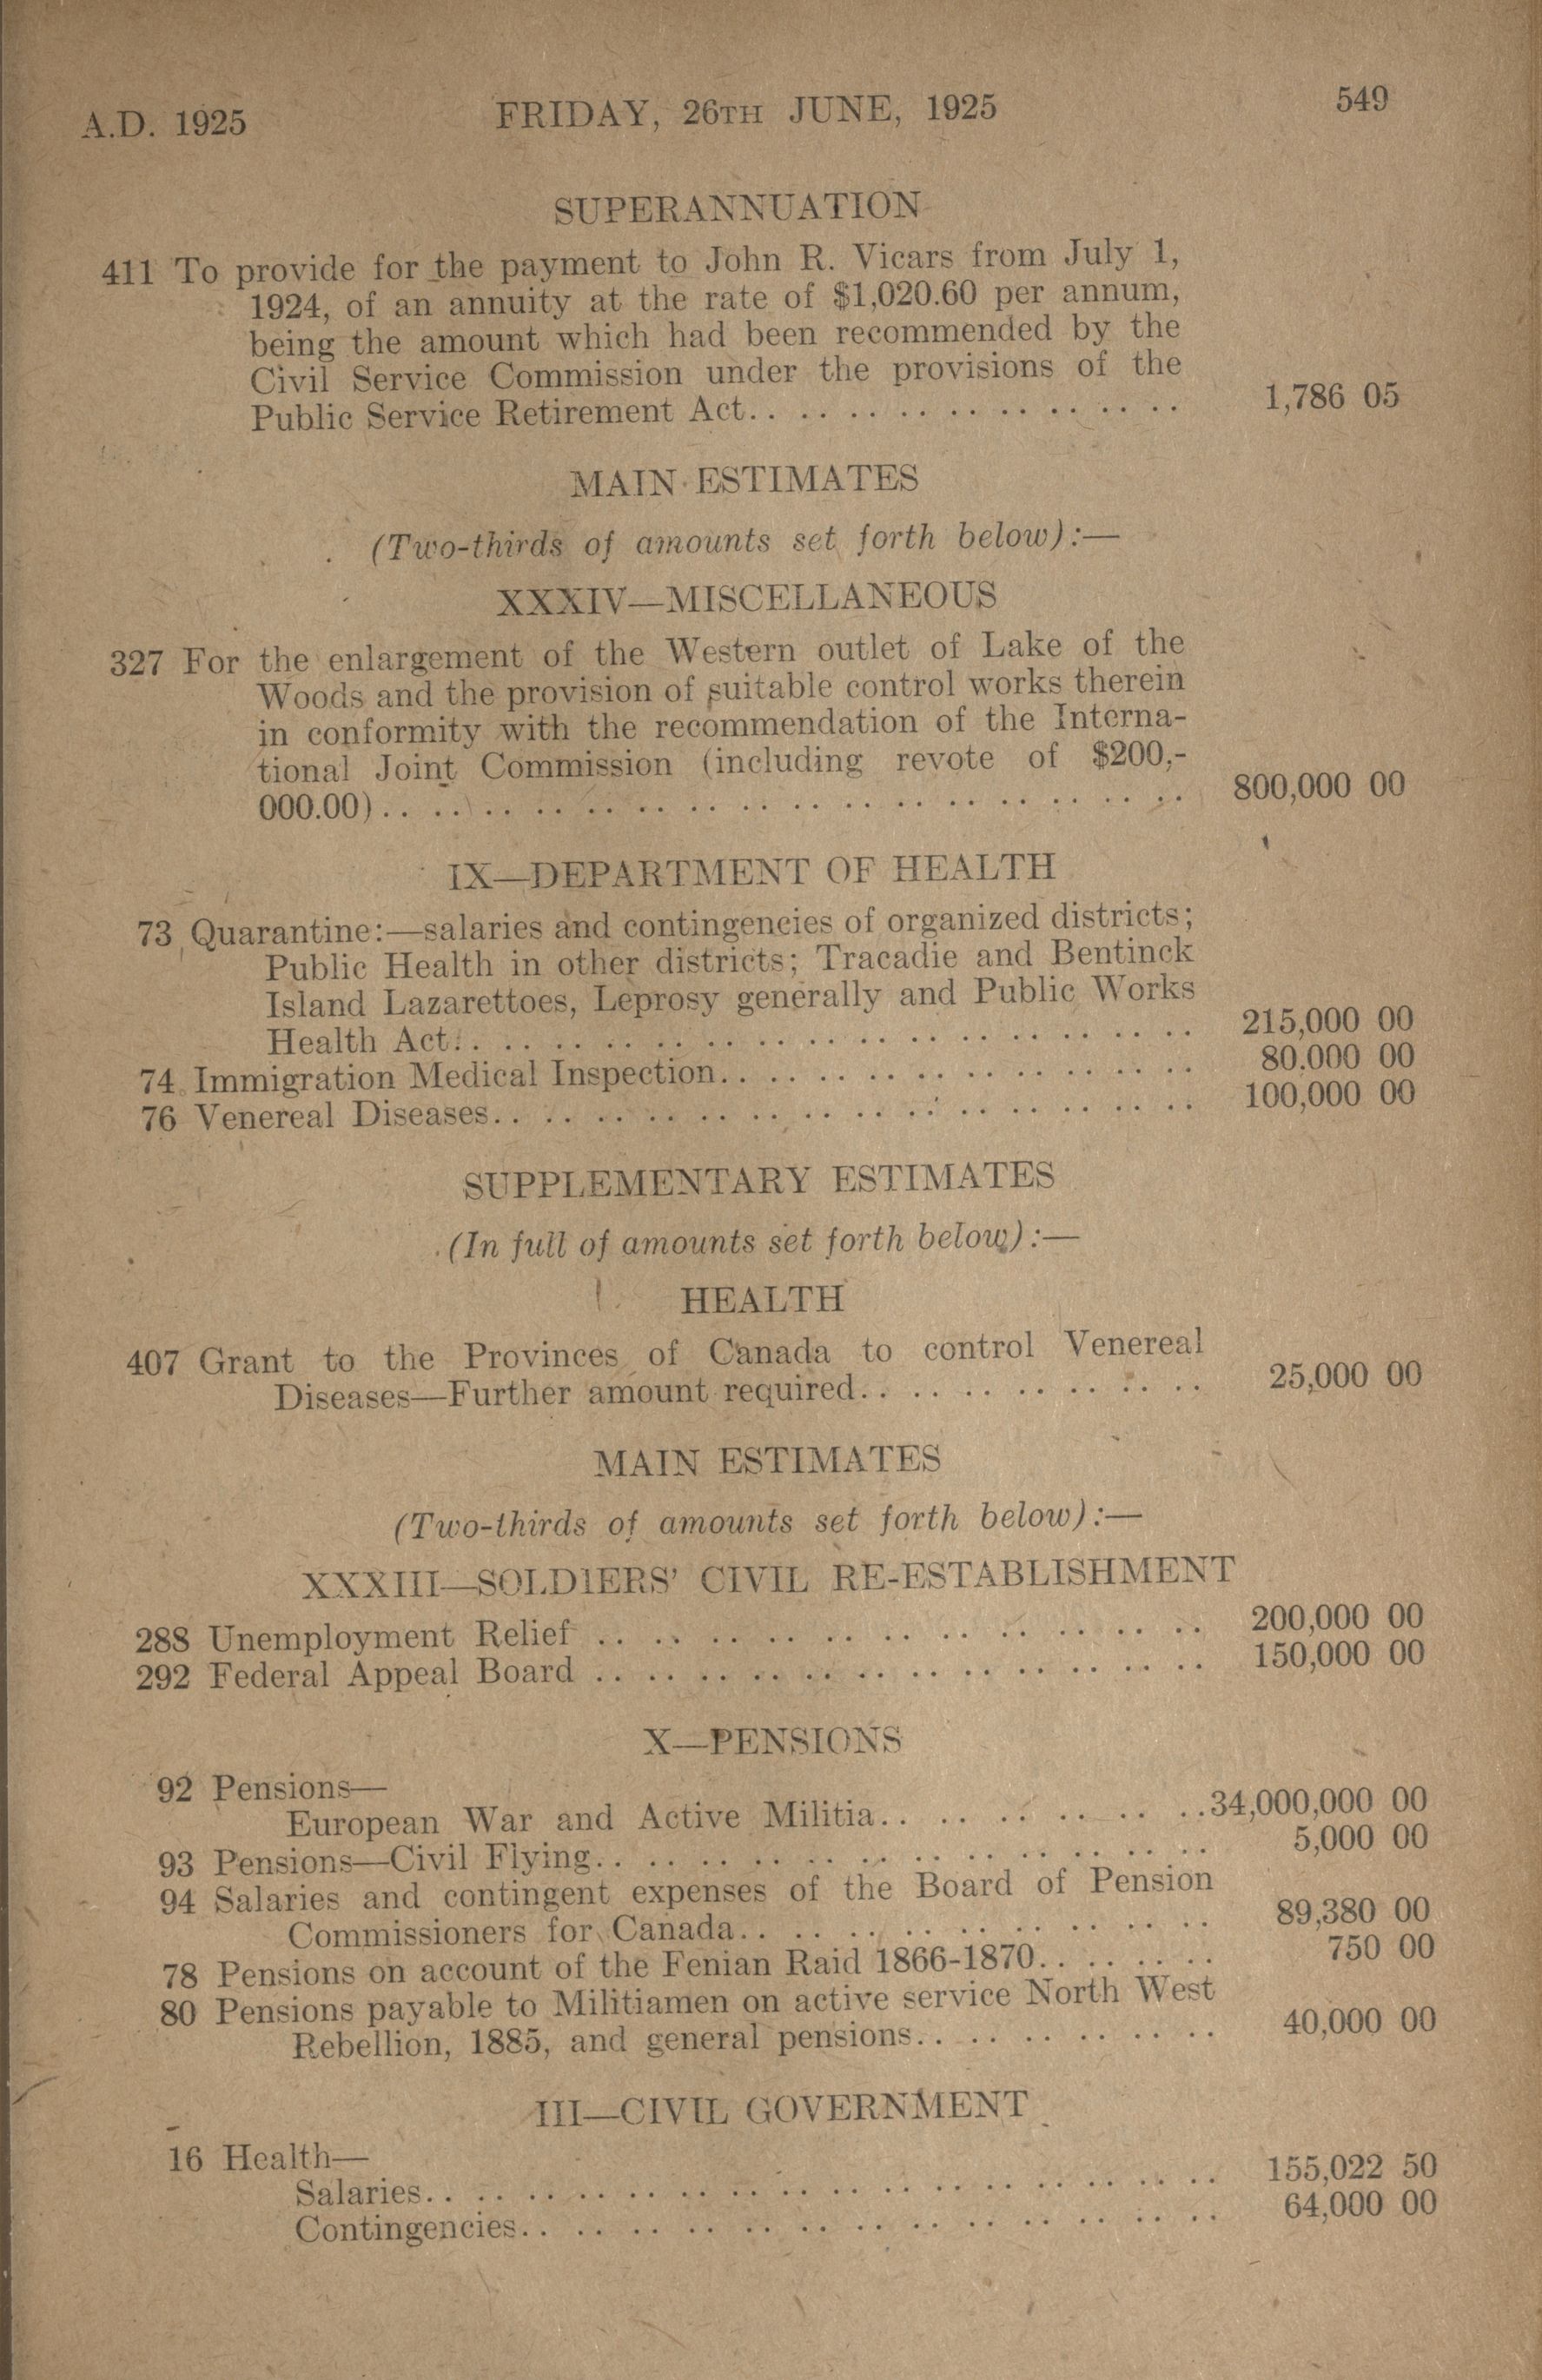 A.D. 1925 FRIDAY, 26TH JUNE, 1925 549
SUPERANNUATION
411 To provide for the payment to John R. Vicars from July 1,
1924, of an annuity at the rate of $1,020.60 per annum,
being the amount which had been recommended by the
Civil Service Commission under the provisions of the
Public Service Retirement Act.. .. .. .. .. .. .. .. .. 1,786 05
MAIN ESTIMATES
(Two-thirds of amounts set forth below):—
XXXIV—MISCELLANEOUS
327 For the enlargement of the Western outlet of Lake of the
Woods and the provision of suitable control works therein
in conformity with the recommendation of the Interna-
tional Joint Commission (including revote of $200,-
000.00).. .. .. .. .. .. .. .. .. .. .. .. .. .. .. .. 800,000 00
IX—DEPARTMENT OF HEALTH
73 Quarantine:—salaries and contingencies of organized districts;
Public Health in other districts; Tracadie and Bentinck
Island Lazarettoes, Leprosy generally and Public Works
Health Act.. .. .. .. .. .. .. .. .. .. .. .. .. .. .. 215,000 00
74 Immigration Medical Inspection.. .. .. .. .. .. .. .. .. .. 80.000 00
76 Venereal Diseases.. .. .. .. .. .. .. .. .. .. .. .. .. .. 100,000 00
SUPPLEMENTARY ESTIMATES
(In full of amounts set forth below):—
HEALTH
407 Grant to the Provinces of Canada to control Venereal
Diseases—Further amount required.. .. .. .. .. .. .. 25,000 00
MAIN ESTIMATES
(Two-thirds of amounts set forth below):—
XXXIII—SOLDIERS' CIVIL RE-ESTABLISHMENT
288 Unemployment Relief .. .. .. .. .. .. .. .. .. .. .. .. 200,000 00
292 Federal Appeal Board .. .. .. .. .. .. .. .. .. .. .. .. 150,000 00
X—PENSIONS
92 Pensions—
European War and Active Militia.. .. .. .. .. .. ..34,000,000 00
93 Pensions—Civil Flying.. .. .. .. .. .. .. .. .. .. .. .. 5,000 00
94 Salaries and contingent expenses of the Board of Pension
Commissioners for Canada.. .. .. .. .. .. .. .. .. 89,380 00
78 Pensions on account of the Fenian Raid 1866-1870.. .. .. .. 750 00
80 Pensions payable to Militiamen on active service North West
Rebellion, 1885, and general pensions.. .. .. .. .. .. 40,000 00
III—CIVIL GOVERNMENT
16 Health—
Salaries.. .. .. .. .. .. .. .. .. .. .. .. .. .. .. .. 155,022 50
Contingencies.. .. .. .. .. .. .. .. .. .. .. .. .. .. 64,000 00